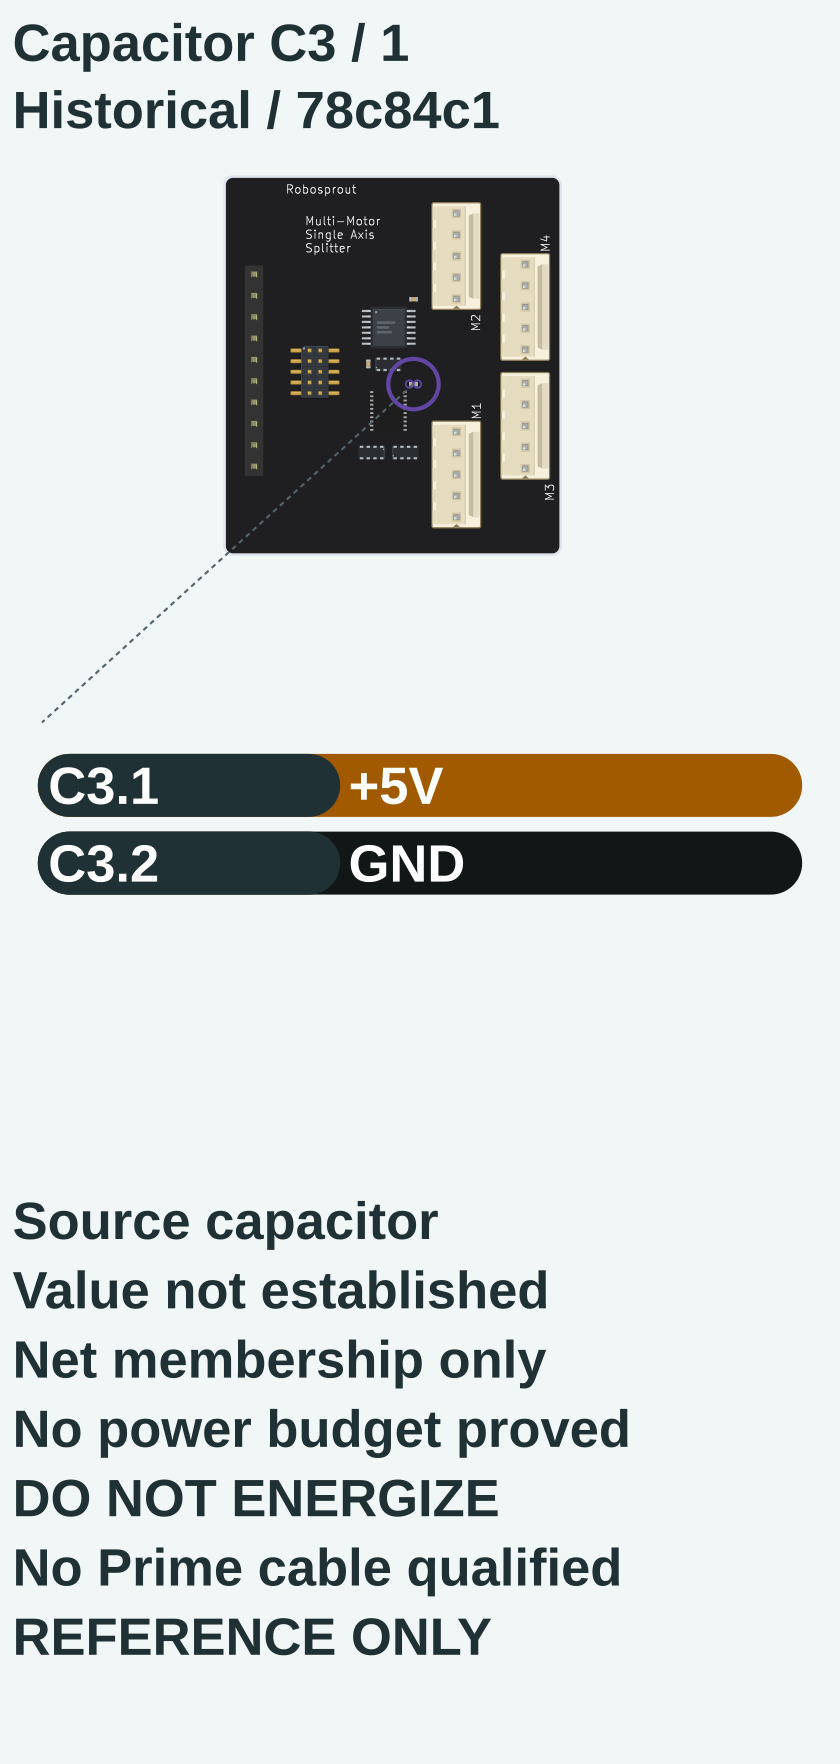 Capacitor C3 / 1
Historical / 78c84c1
Robosprout
Multi-Motor
Single Axis
Splitter
M4
M2
M1
M3
C3.1 +5V
C3.2 GND
Source capacitor
Value not established
Net membership only
No power budget proved
DO NOT ENERGIZE
No Prime cable qualified
REFERENCE ONLY